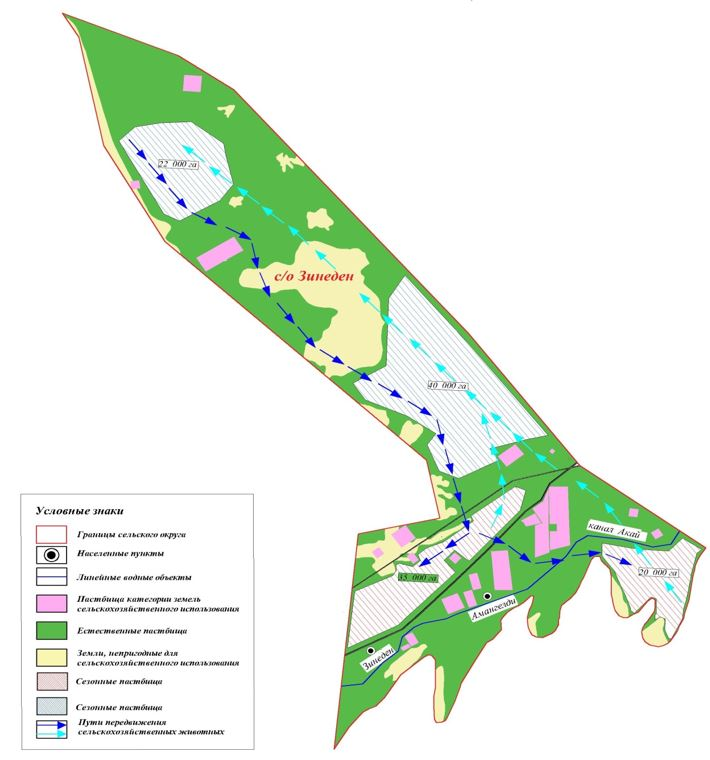 22 000 га
с/о Зинеден
40 000 га
канал Акай
35 000 га
20 000 га
Амангелди
Зинеден
Условные знаки
Границы сельского округа
Населенные пункты
Линейные водные объекты
Пастбища категории земель
сельскохозяйственного использования
Естественные пастбища
Земли, непригодные для
сельскохозяйственного использования
Сезонные пастбища
Сезонные пастбища
Пути передвижения
сельскохозяйственных животных